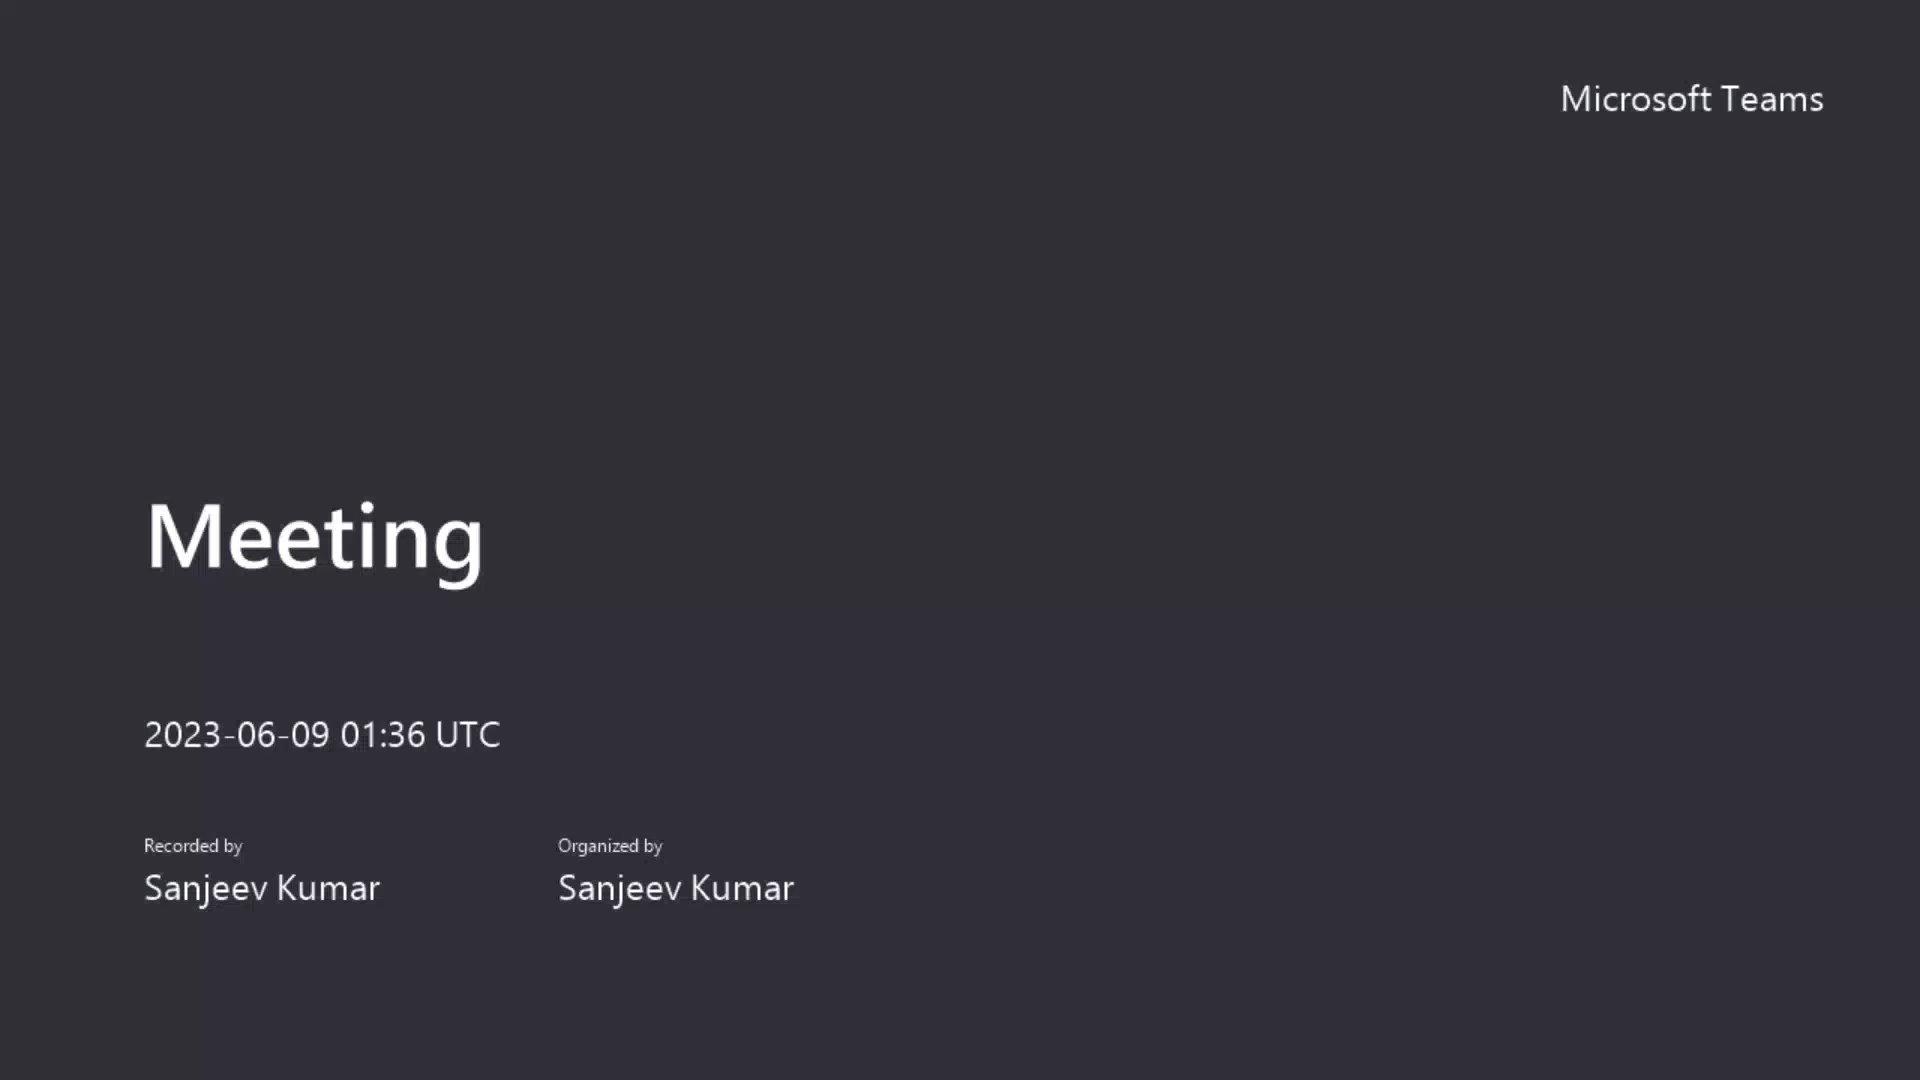 Microsoft Teams
Meeting
2023-06-09 01:36 UTC
Recorded by
Sanjeev Kumar
Organized by
Sanjeev Kumar